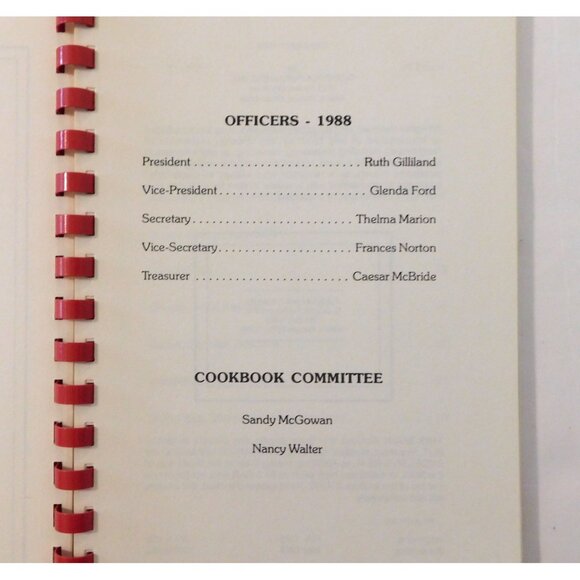 OFFICERS - 1988
President . . . . . . . . . . . . . . . . . . . . . . . . . Ruth Gilliland
Vice-President . . . . . . . . . . . . . . . . . . . . . . . Glenda Ford
Secretary . . . . . . . . . . . . . . . . . . . . . . . . . Thelma Marion
Vice-Secretary . . . . . . . . . . . . . . . . . . . . . Frances Norton
Treasurer . . . . . . . . . . . . . . . . . . . . . . . . Caesar McBride
COOKBOOK COMMITTEE
Sandy McGowan
Nancy Walter